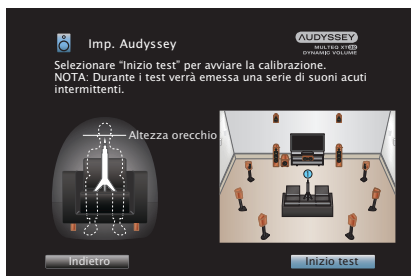 Imp. Audyssey
AUDYSSEY
MULTEQ XT32
DYNAMIC VOLUME
Selezionare “Inizio test” per avviare la calibrazione.
NOTA: Durante i test verrà emessa una serie di suoni acuti
intermittenti.
Altezza orecchio
Indietro
Inizio test